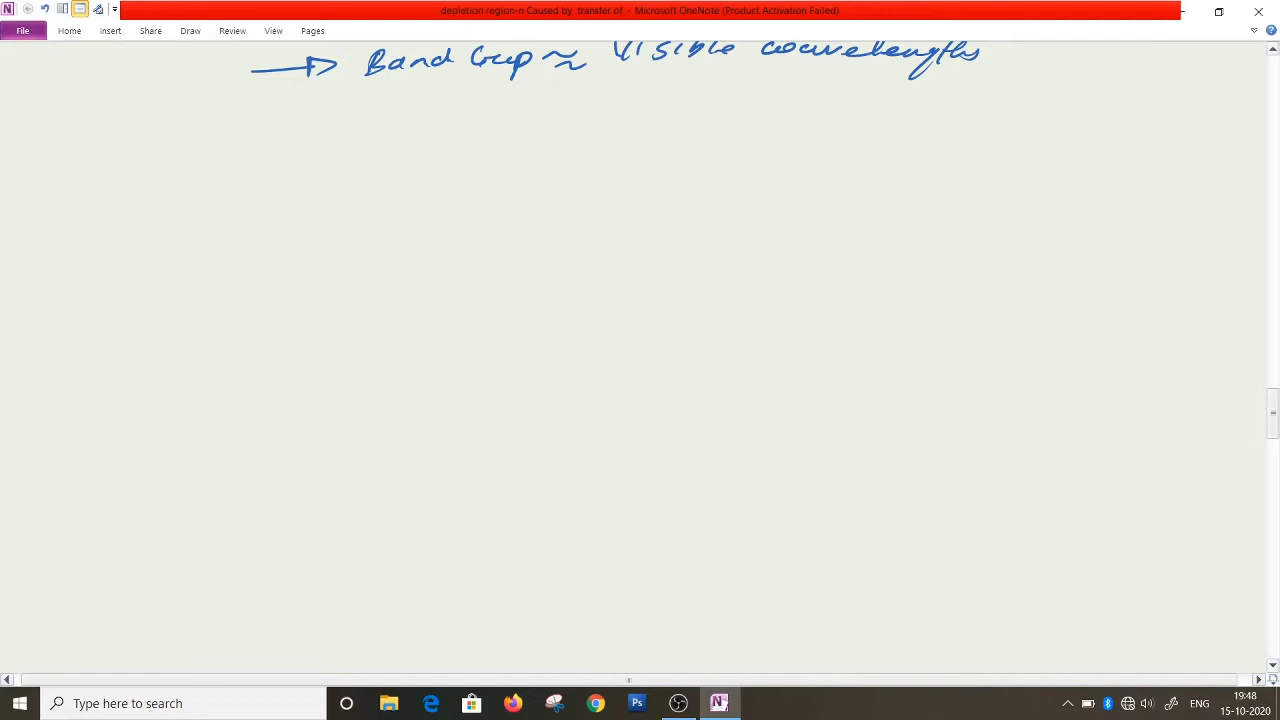 depletion region-n Caused by transfer of - Microsoft OneNote (Product Activation Failed)
File Home Insert Share Draw Review View Pages
→ Band Gap ≈ Visible wavelengths
Type here to search
ENG
19:48
15-10-2020